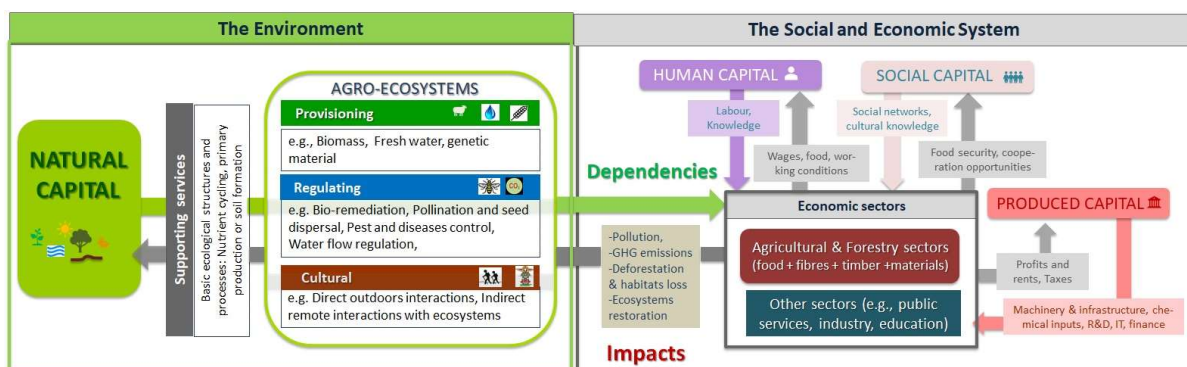 The Environment
The Social and Economic System
NATURAL
CAPITAL
Supporting services
Basic ecological structures and
processes: Nutrient cycling, primary
production or soil formation
AGRO-ECOSYSTEMS
Provisioning
e.g., Biomass, Fresh water, genetic
material
Regulating
CO₂
e.g. Bio-remediation, Pollination and seed
dispersal, Pest and diseases control,
Water flow regulation,
Cultural
e.g. Direct outdoors interactions, Indirect
remote interactions with ecosystems
Dependencies
-Pollution,
-GHG emissions
-Deforestation
& habitats loss
-Ecosystems
restoration
Impacts
HUMAN CAPITAL
Labour,
Knowledge
Wages, food, wor-
king conditions
SOCIAL CAPITAL
Social networks,
cultural knowledge
Food security, coope-
ration opportunities
Economic sectors
Agricultural & Forestry sectors
(food + fibres + timber +materials)
Other sectors (e.g., public
services, industry, education)
PRODUCED CAPITAL
Profits and
rents, Taxes
Machinery & infrastructure, che-
mical inputs, R&D, IT, finance